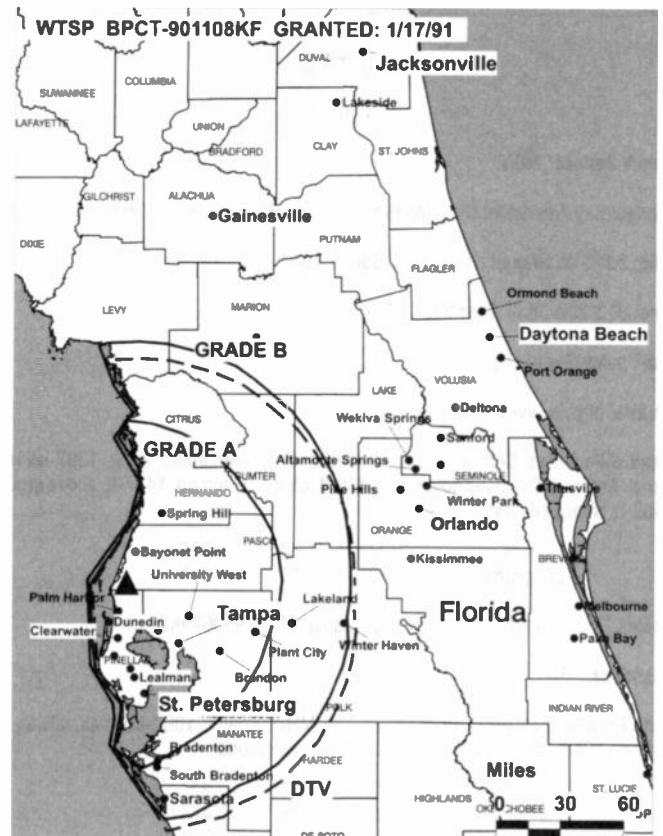 WTSP BPCT-901108KF GRANTED: 1/17/91
DUVAL
Jacksonville
COLUMBIA
SUWANNEE
Lakeside
LAFAYETTE
UNION
BRADFORD
CLAY
ST. JOHNS
GILCHRIST
ALACHUA
Gainesville
PUTNAM
DIXIE
FLAGLER
LEVY
MARION
Ormond Beach
GRADE B
Daytona Beach
Port Orange
VOLUSIA
LAKE
CITRUS
Wekiva Springs
Deltona
GRADE A
Sanford
Altamonte Springs
SUMTER
SEMINOLE
HERNANDO
Pine Hills
Winter Park
Titusville
Spring Hill
ORANGE
Orlando
PASCO
Bayonet Point
Kissimmee
BREV
University West
Palm Harbor
Tampa
Lakeland
Florida
Melbourne
Dunedin
Clearwater
Winter Haven
Palm Bay
Plant City
PINELLAS
Brandon
Lealman
St. Petersburg
POLK
INDIAN RIVER
MANATEE
Bradenton
HARDEE
South Bradenton
Miles
DTV
ST. LUCIE
Sarasota
HIGHLANDS
OKEECHOBEE
0 30 60
DE SOTO